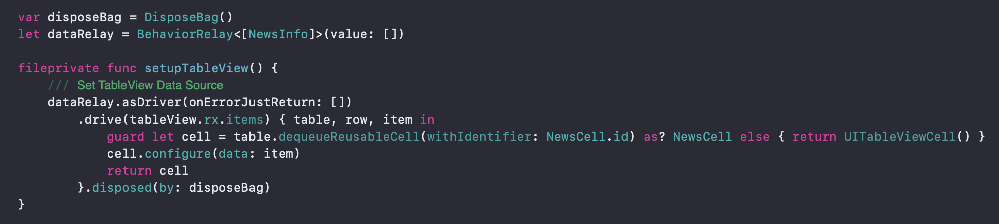 var disposeBag = DisposeBag()
let dataRelay = BehaviorRelay<[NewsInfo]>(value: [])
fileprivate func setupTableView() {
/// Set TableView Data Source
dataRelay.asDriver(onErrorJustReturn: [])
.drive(tableView.rx.items) { table, row, item in
guard let cell = table.dequeueReusableCell(withIdentifier: NewsCell.id) as? NewsCell else { return UITableViewCell() }
cell.configure(data: item)
return cell
}.disposed(by: disposeBag)
}